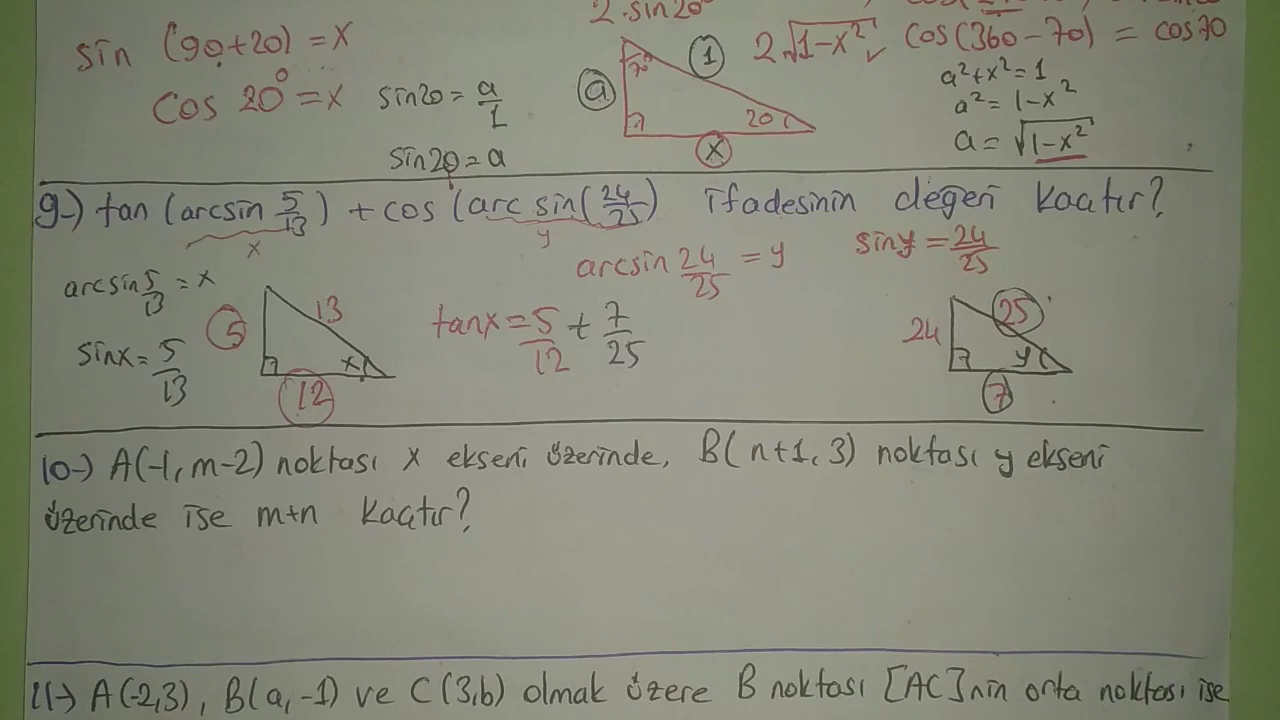 2.sin20°
sin (90+20) = x
cos 20° = x
sin20 = a/1
sin20 = a
a
70°
1
20
x
2√1-x²
cos(360-70) = cos70
a²+x²=1
a² = 1-x²
a = √1-x²
9-) tan (arcsin 5/13) + cos (arc sin(24/25) ifadesinin değeri kaçtır?
x
y
arcsin 5/13 = x
sinx = 5/13
5
13
x
12
tanx = 5/12 + 7/25
arcsin 24/25 = y
siny = 24/25
24
25
y
7
10-) A(-1, m-2) noktası x ekseni üzerinde, B(n+1, 3) noktası y ekseni
üzerinde ise m+n kaçtır?
11-) A(-2,3), B(a,-1) ve C(3,b) olmak üzere B noktası [AC]nin orta noktası ise